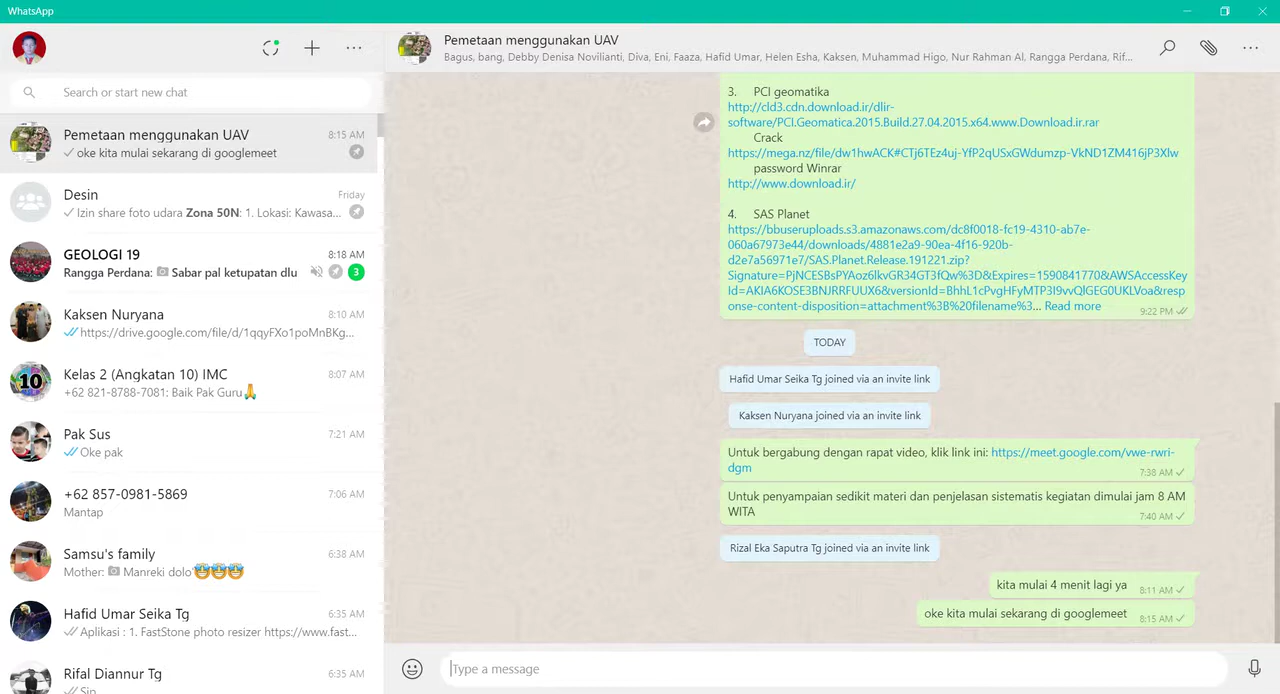 WhatsApp
Search or start new chat
Pemetaan menggunakan UAV 8:15 AM
oke kita mulai sekarang di googlemeet
Desin Friday
Izin share foto udara Zona 50N: 1. Lokasi: Kawasa...
GEOLOGI 19 8:18 AM
Rangga Perdana: Sabar pal ketupatan dlu 3
Kaksen Nuryana 8:10 AM
https://drive.google.com/file/d/1qqyFXo1poMnBKg...
10
Kelas 2 (Angkatan 10) IMC 8:07 AM
+62 821-8788-7081: Baik Pak Guru🙏
Pak Sus 7:21 AM
Oke pak
+62 857-0981-5869 7:06 AM
Mantap
Samsu's family 6:38 AM
Mother: Manreki dolo🤣🤣🤣
Hafid Umar Seika Tg 6:35 AM
Aplikasi : 1. FastStone photo resizer https://www.fast...
Rifal Diannur Tg 6:35 AM
Sip
Pemetaan menggunakan UAV
Bagus, bang, Debby Denisa Novilianti, Diva, Eni, Faaza, Hafid Umar, Helen Esha, Kaksen, Muhammad Higo, Nur Rahman Al, Rangga Perdana, Rif...
3. PCI geomatika
http://cld3.cdn.download.ir/dlir-
software/PCI.Geomatica.2015.Build.27.04.2015.x64.www.Download.ir.rar
Crack
https://mega.nz/file/dw1hwACK#CTj6TEz4uj-YfP2qUSxGWdumzp-VkND1ZM416jP3Xlw
password Winrar
http://www.download.ir/
4. SAS Planet
https://bbuseruploads.s3.amazonaws.com/dc8f0018-fc19-4310-ab7e-
060a67973e44/downloads/4881e2a9-90ea-4f16-920b-
d2e7a56971e7/SAS.Planet.Release.191221.zip?
Signature=PjNCESBsPYAoz6lkvGR34GT3fQw%3D&Expires=1590841770&AWSAccessKey
Id=AKIA6KOSE3BNJRRFUUX6&versionId=BhhL1cPvgHFyMTP3I9vvQlGEG0UKLVoa&resp
onse-content-disposition=attachment%3B%20filename%3... Read more
9:22 PM
TODAY
Hafid Umar Seika Tg joined via an invite link
Kaksen Nuryana joined via an invite link
Untuk bergabung dengan rapat video, klik link ini: https://meet.google.com/vwe-rwri-
dgm
7:38 AM
Untuk penyampaian sedikit materi dan penjelasan sistematis kegiatan dimulai jam 8 AM
WITA
7:40 AM
Rizal Eka Saputra Tg joined via an invite link
kita mulai 4 menit lagi ya 8:11 AM
oke kita mulai sekarang di googlemeet 8:15 AM
Type a message